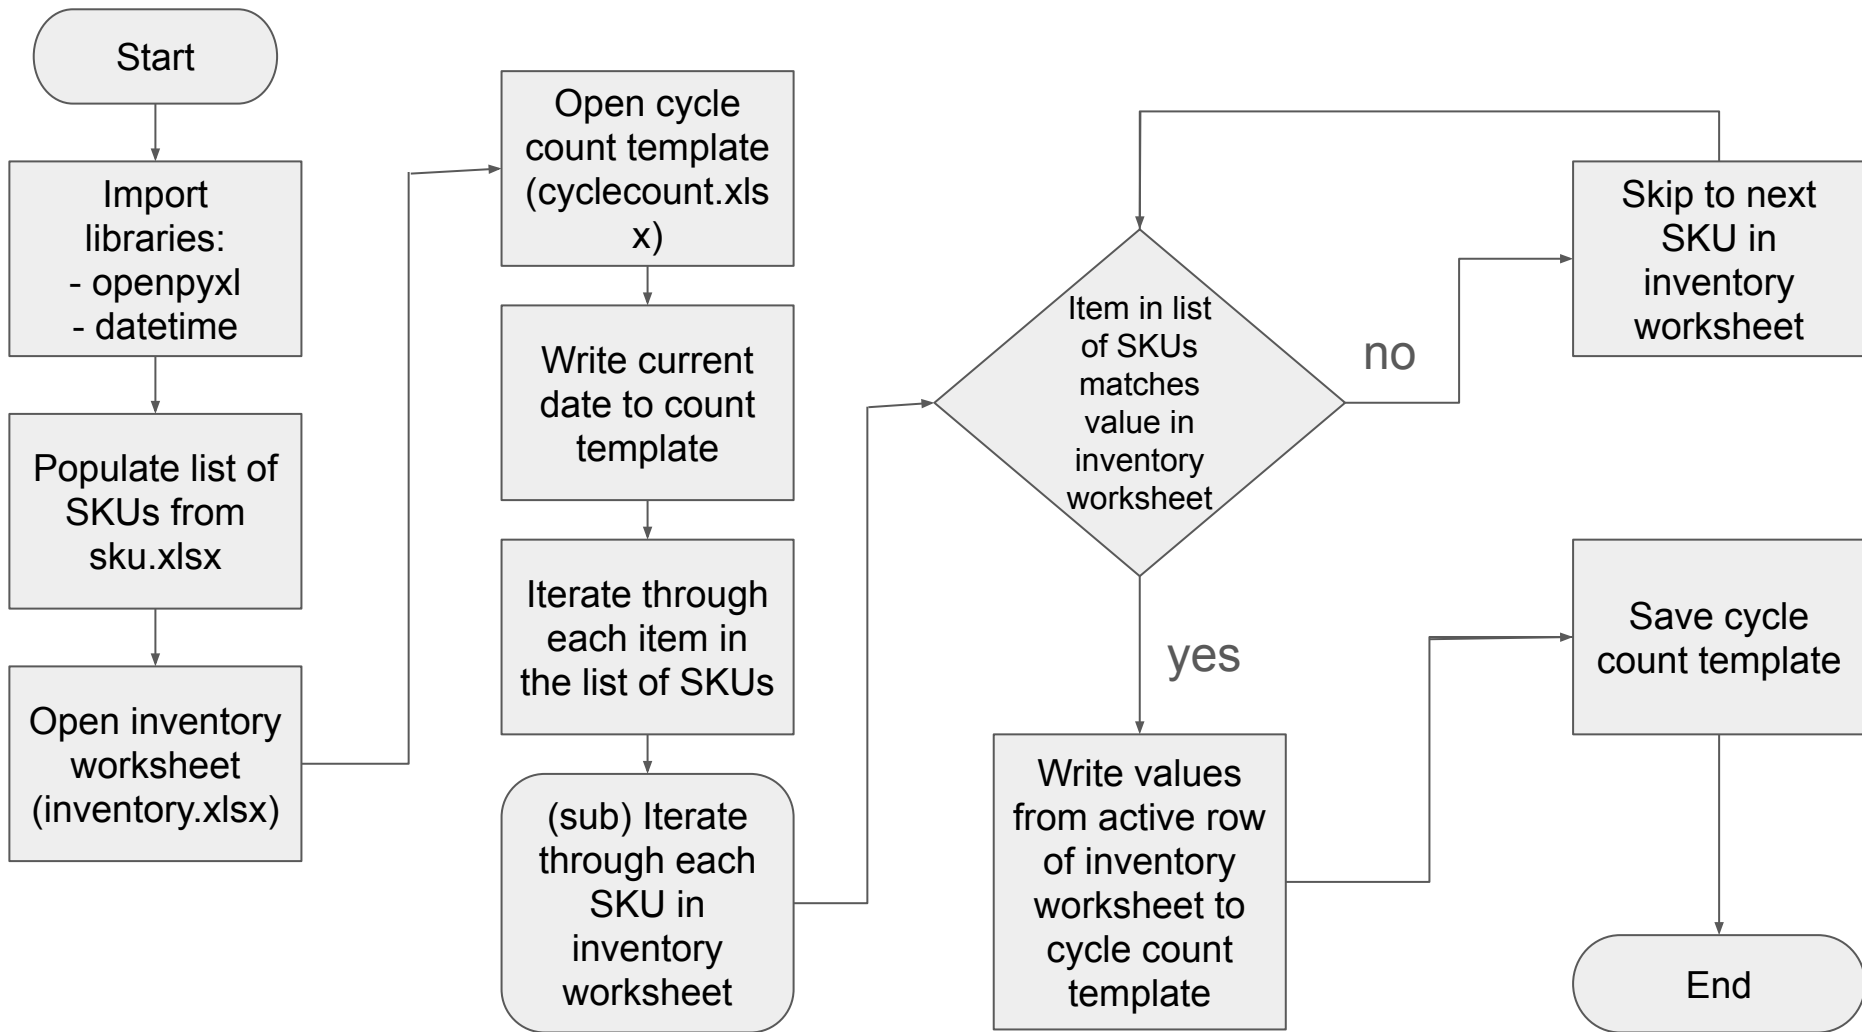 Start
Import
libraries:
- openpyxl
- datetime
Populate list of
SKUs from
sku.xlsx
Open inventory
worksheet
(inventory.xlsx)
Open cycle
count template
(cyclecount.xls
x)
Write current
date to count
template
Iterate through
each item in
the list of SKUs
(sub) Iterate
through each
SKU in
inventory
worksheet
Item in list
of SKUs
matches
value in
inventory
worksheet
no
Skip to next
SKU in
inventory
worksheet
yes
Write values
from active row
of inventory
worksheet to
cycle count
template
Save cycle
count template
End